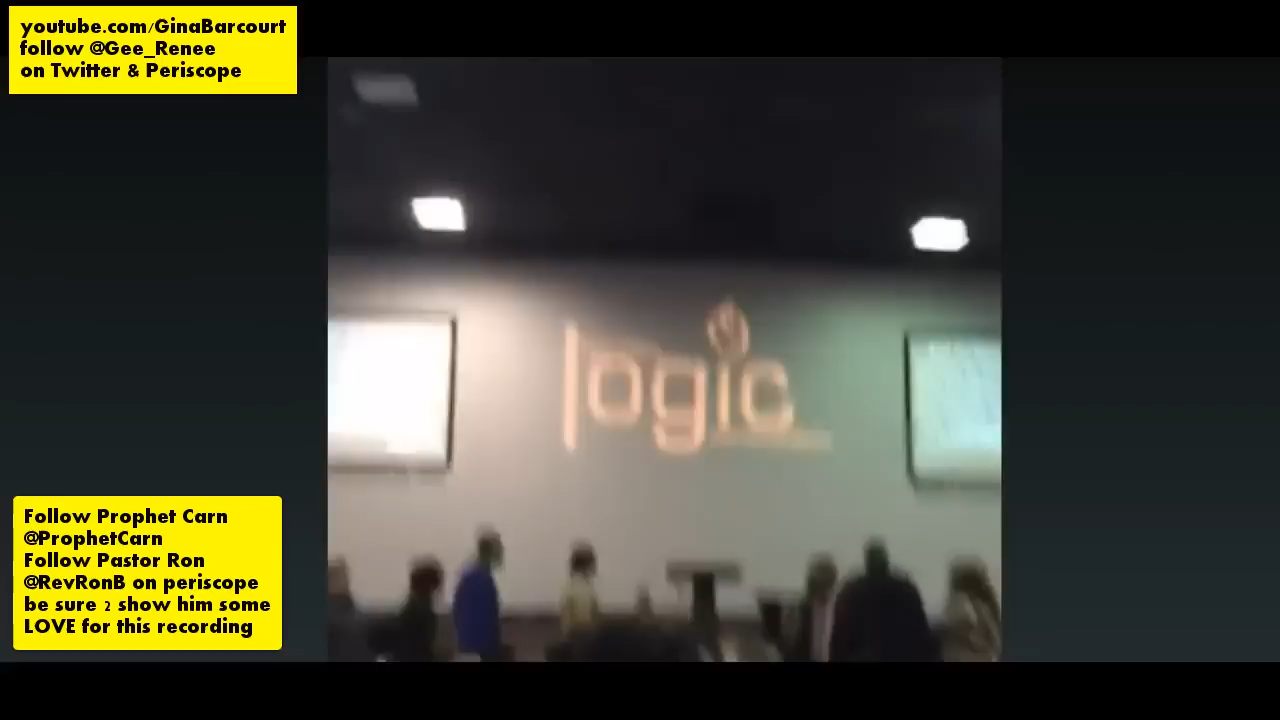 youtube.com/GinaBarcourt
follow @Gee_Renee
on Twitter & Periscope
logic
Follow Prophet Carn
@ProphetCarn
Follow Pastor Ron
@RevRonB on periscope
be sure 2 show him some
LOVE for this recording